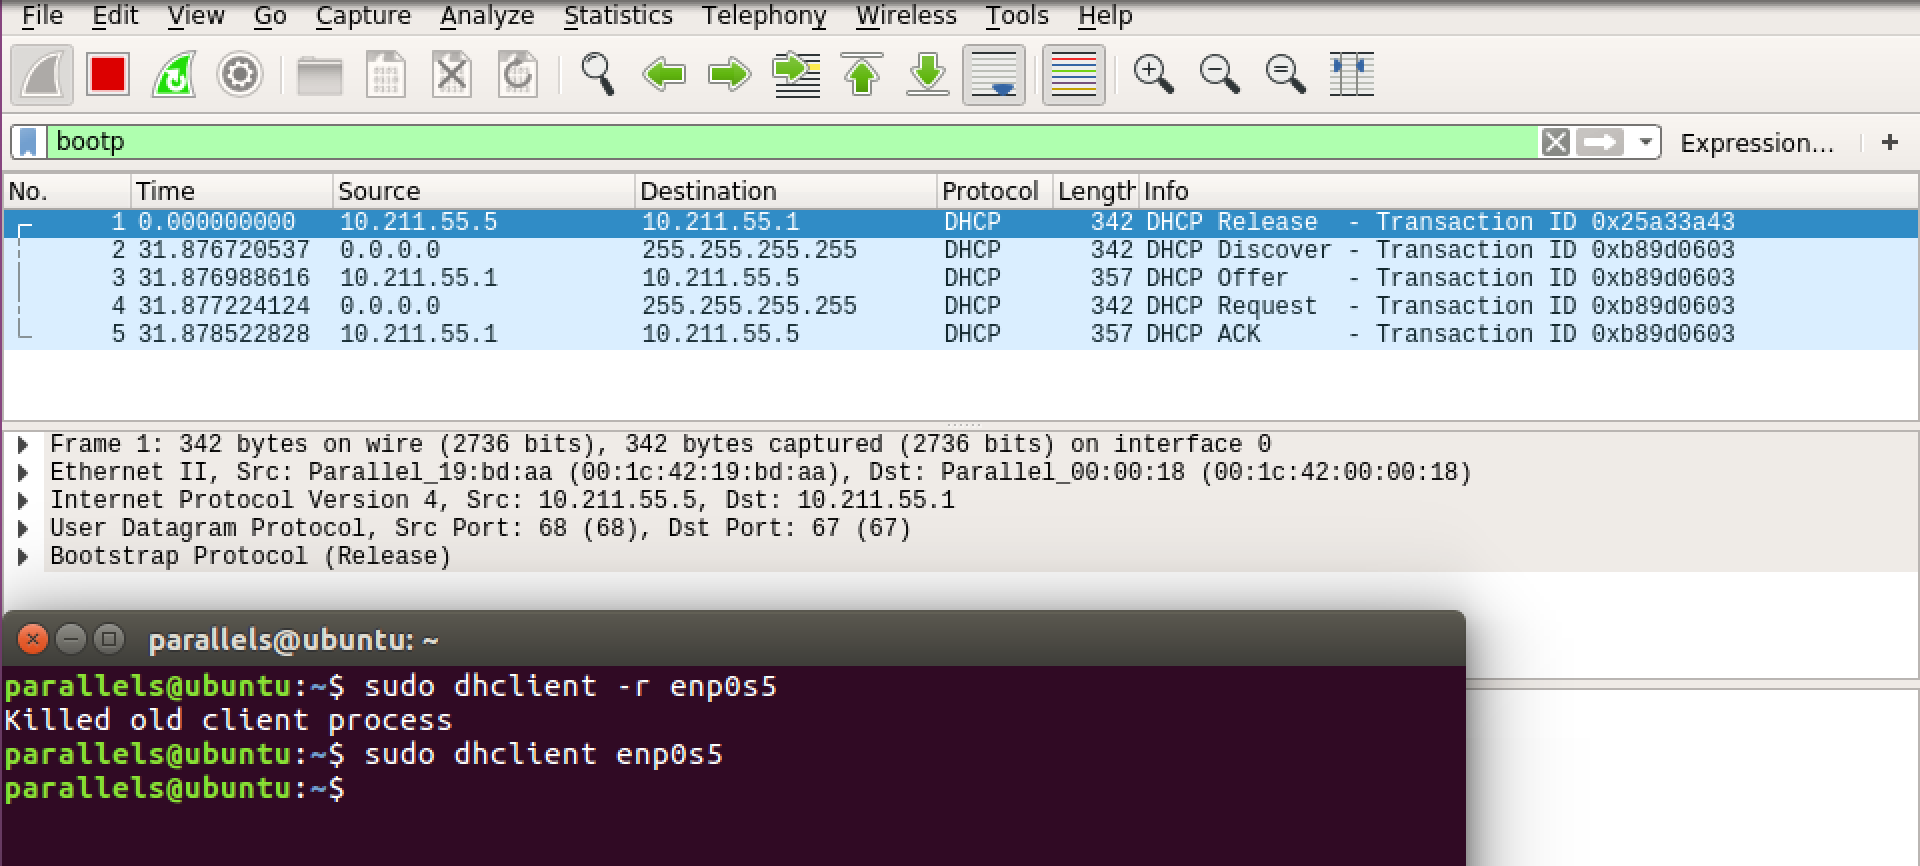 File Edit View Go Capture Analyze Statistics Telephony Wireless Tools Help
bootp Expression... +
No. Time Source Destination Protocol Length Info
1 0.000000000 10.211.55.5 10.211.55.1 DHCP 342 DHCP Release - Transaction ID 0x25a33a43
2 31.876720537 0.0.0.0 255.255.255.255 DHCP 342 DHCP Discover - Transaction ID 0xb89d0603
3 31.876988616 10.211.55.1 10.211.55.5 DHCP 357 DHCP Offer - Transaction ID 0xb89d0603
4 31.877224124 0.0.0.0 255.255.255.255 DHCP 342 DHCP Request - Transaction ID 0xb89d0603
5 31.878522828 10.211.55.1 10.211.55.5 DHCP 357 DHCP ACK - Transaction ID 0xb89d0603
Frame 1: 342 bytes on wire (2736 bits), 342 bytes captured (2736 bits) on interface 0
Ethernet II, Src: Parallel_19:bd:aa (00:1c:42:19:bd:aa), Dst: Parallel_00:00:18 (00:1c:42:00:00:18)
Internet Protocol Version 4, Src: 10.211.55.5, Dst: 10.211.55.1
User Datagram Protocol, Src Port: 68 (68), Dst Port: 67 (67)
Bootstrap Protocol (Release)
parallels@ubuntu: ~
parallels@ubuntu:~$ sudo dhclient -r enp0s5
Killed old client process
parallels@ubuntu:~$ sudo dhclient enp0s5
parallels@ubuntu:~$